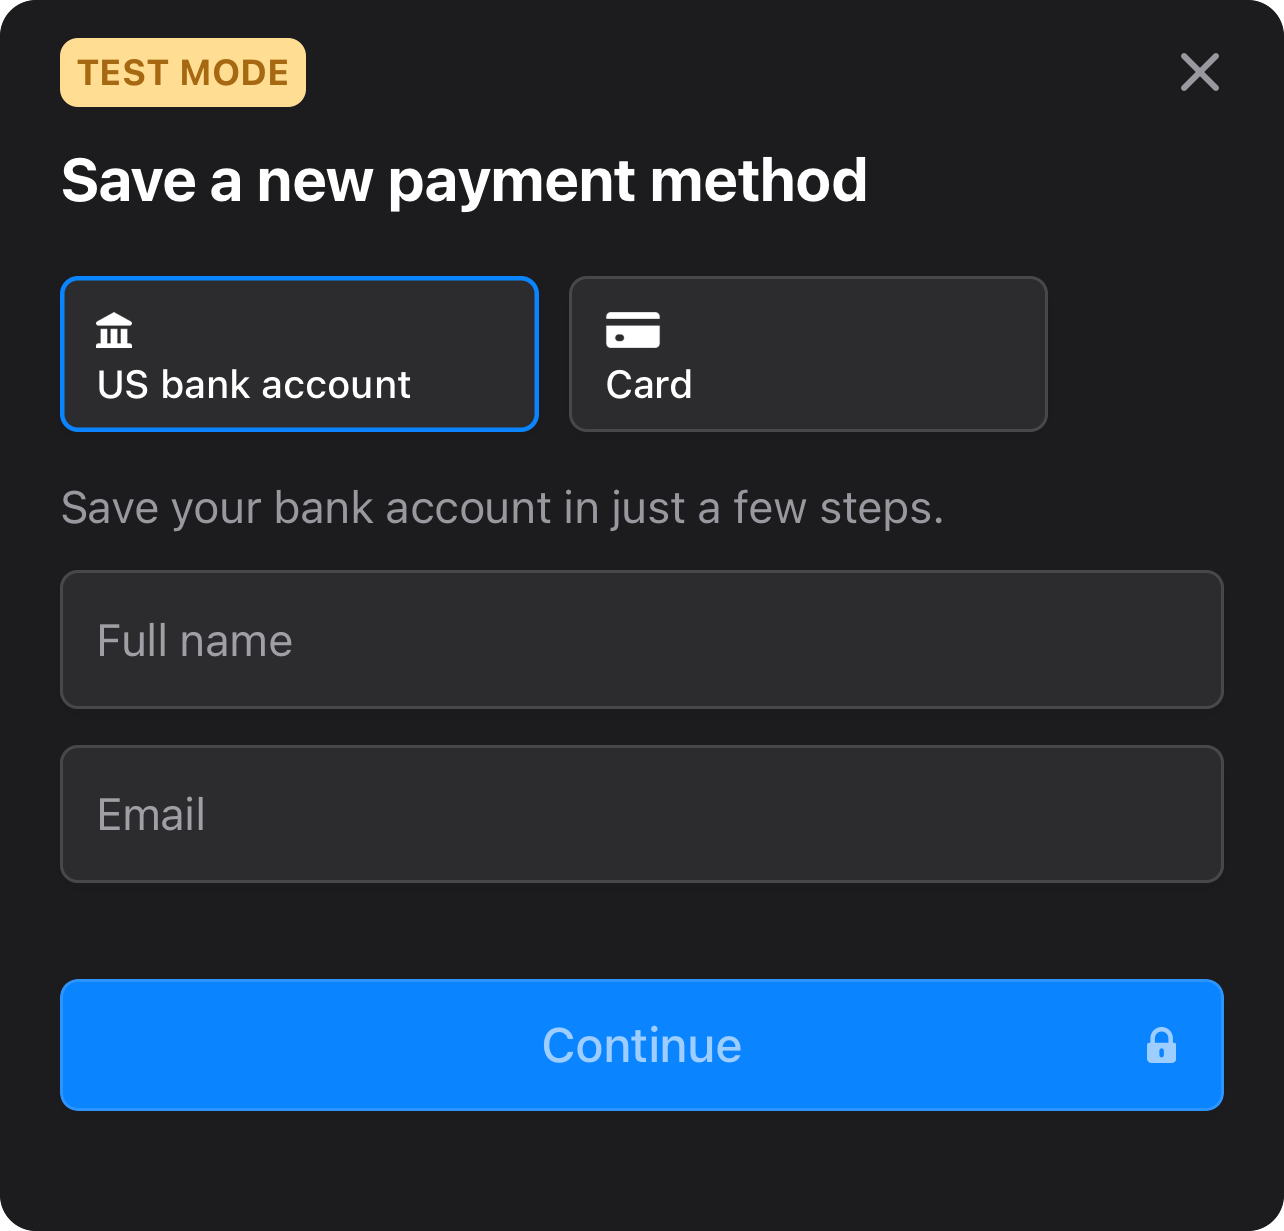 TEST MODE
Save a new payment method
US bank account
Card
Save your bank account in just a few steps.
Full name
Email
Continue